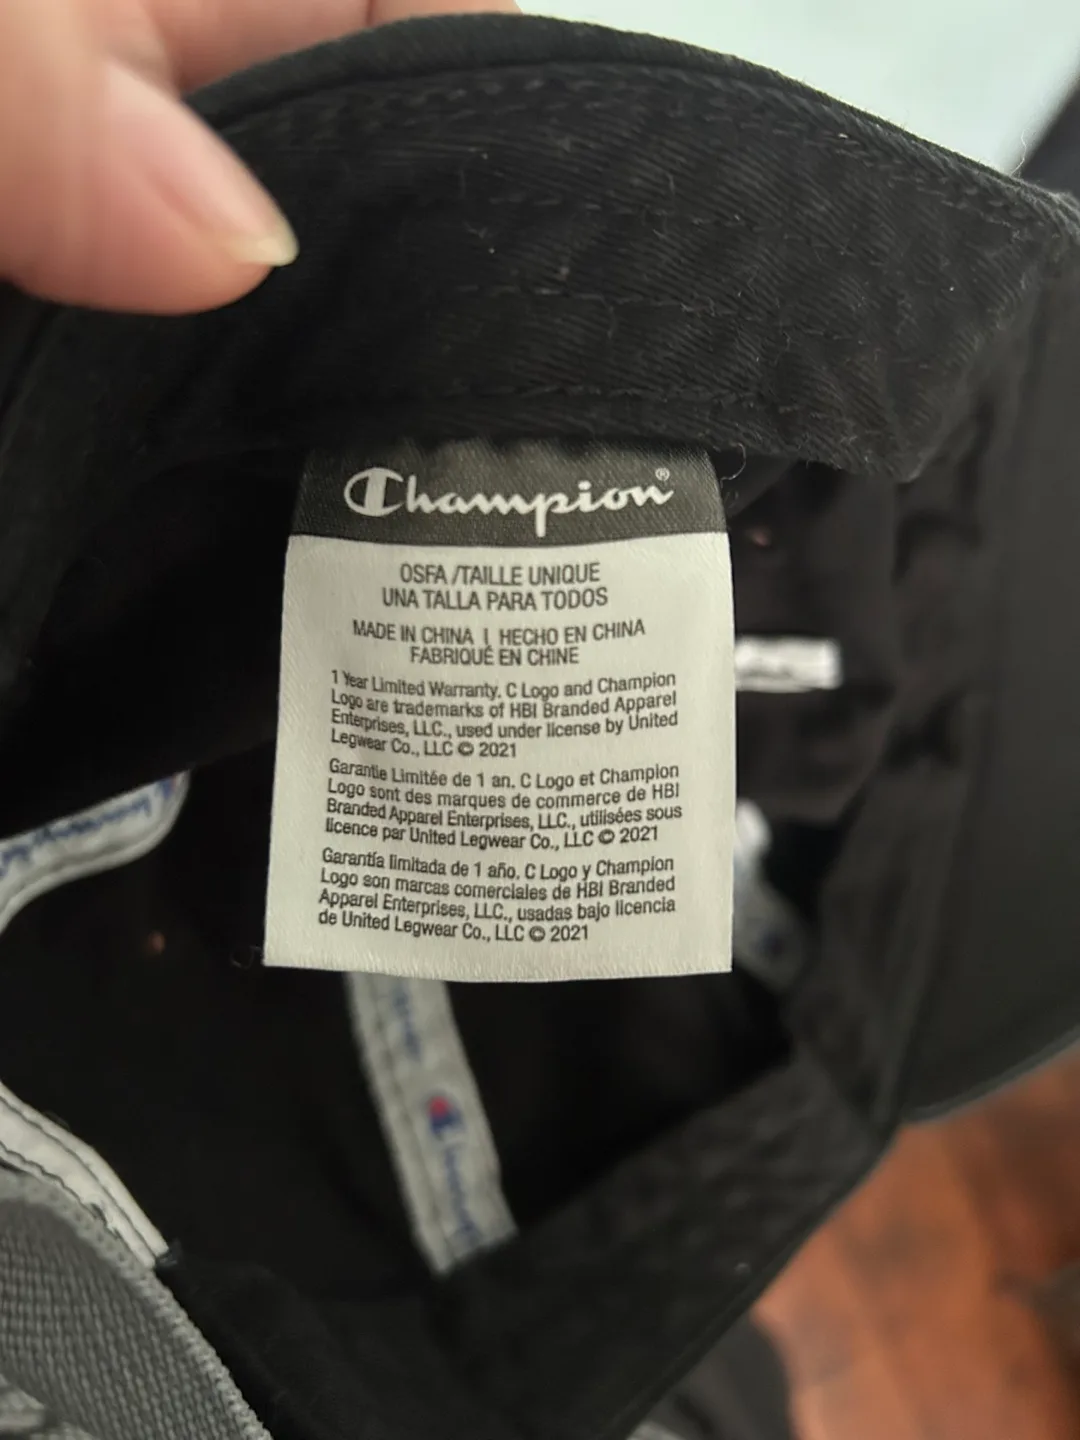 Champion®
OSFA /TAILLE UNIQUE
UNA TALLA PARA TODOS
MADE IN CHINA | HECHO EN CHINA
FABRIQUÉ EN CHINE
1 Year Limited Warranty. C Logo and Champion
Logo are trademarks of HBI Branded Apparel
Enterprises, LLC., used under license by United
Legwear Co., LLC © 2021
Garantie Limitée de 1 an. C Logo et Champion
Logo sont des marques de commerce de HBI
Branded Apparel Enterprises, LLC., utilisées sous
licence par United Legwear Co., LLC © 2021
Garantía limitada de 1 año. C Logo y Champion
Logo son marcas comerciales de HBI Branded
Apparel Enterprises, LLC., usadas bajo licencia
de United Legwear Co., LLC © 2021
Champion